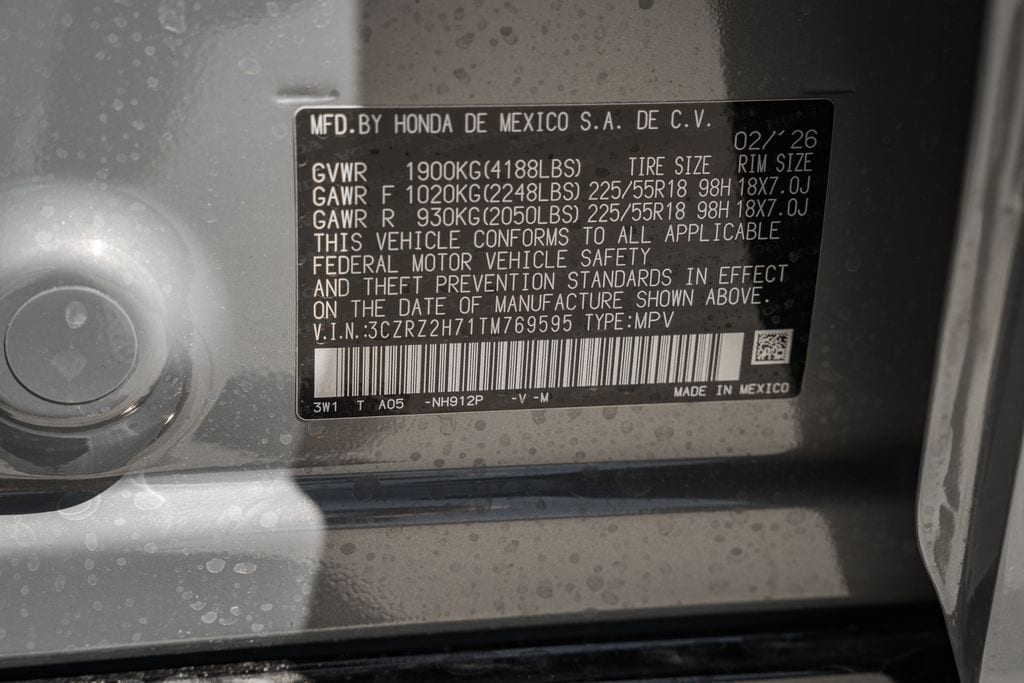 MFD.BY HONDA DE MEXICO S.A. DE C.V.
02/'26
GVWR 1900KG(4188LBS) TIRE SIZE RIM SIZE
GAWR F 1020KG(2248LBS) 225/55R18 98H 18X7.0J
GAWR R 930KG(2050LBS) 225/55R18 98H 18X7.0J
THIS VEHICLE CONFORMS TO ALL APPLICABLE
FEDERAL MOTOR VEHICLE SAFETY
AND THEFT PREVENTION STANDARDS IN EFFECT
ON THE DATE OF MANUFACTURE SHOWN ABOVE.
V.I.N.:3CZRZ2H71TM769595 TYPE:MPV
MADE IN MEXICO
3W1 T A05 -NH912P -V -M